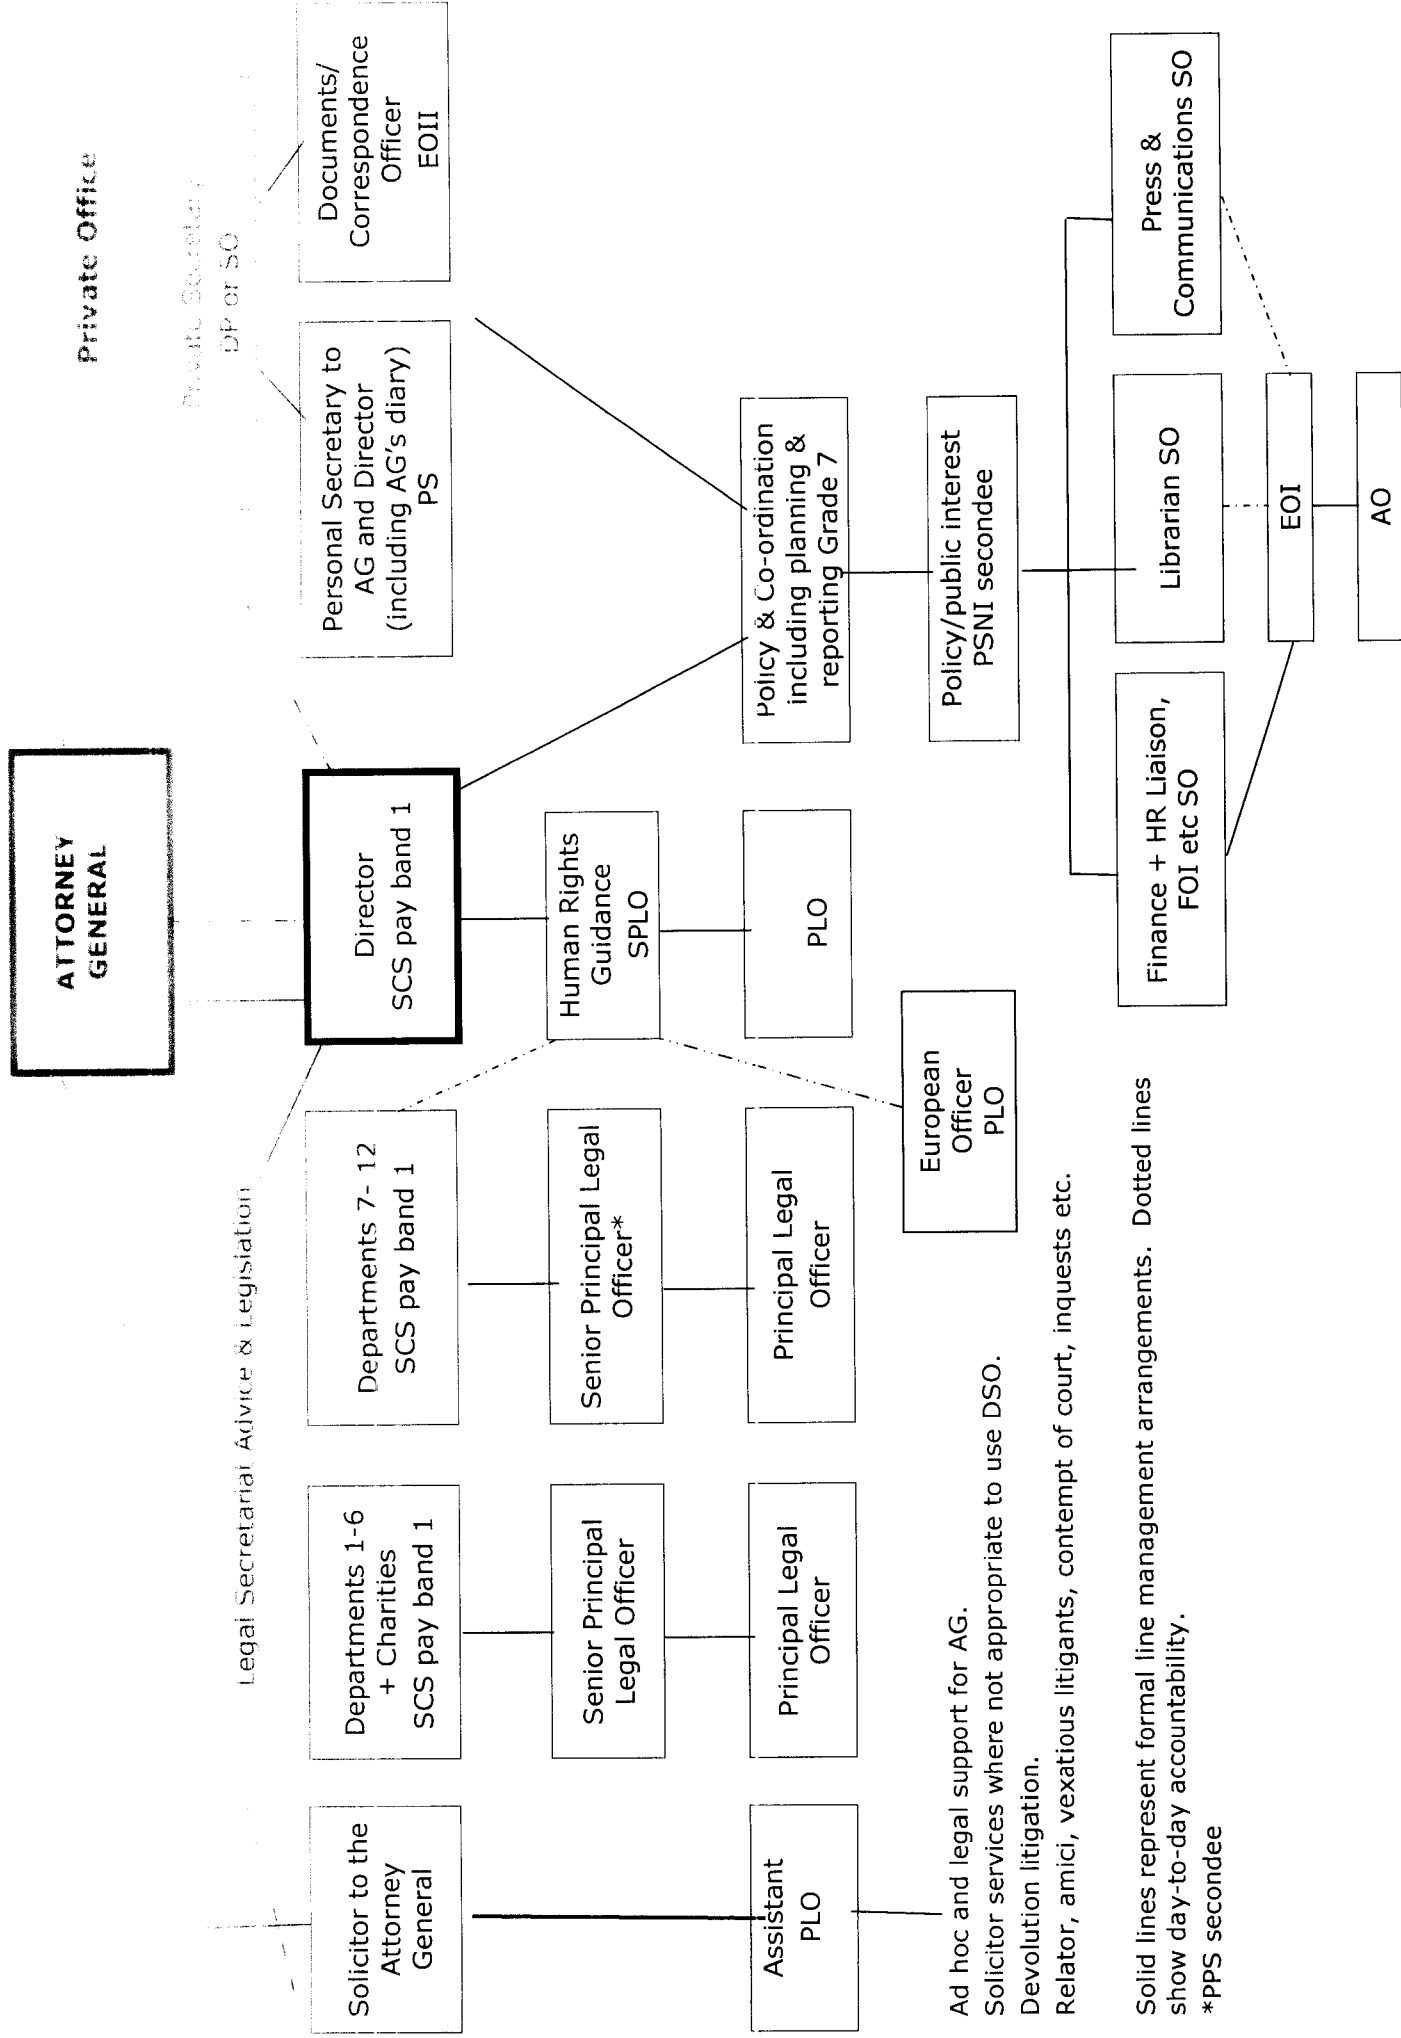 ATTORNEY
GENERAL
Private Office
Private Secretary
DP or SO
Legal Secretariat Advice & Legislation
Solicitor to the
Attorney
General
Departments 1-6
+ Charities
SCS pay band 1
Departments 7- 12
SCS pay band 1
Director
SCS pay band 1
Personal Secretary to
AG and Director
(including AG's diary)
PS
Documents/
Correspondence
Officer
EOII
Senior Principal
Legal Officer
Senior Principal Legal
Officer*
Human Rights
Guidance
SPLO
Assistant
PLO
Principal Legal
Officer
Principal Legal
Officer
PLO
Policy & Co-ordination
including planning &
reporting Grade 7
European
Officer
PLO
Policy/public interest
PSNI secondee
Finance + HR Liaison,
FOI etc SO
Librarian SO
Press &
Communications SO
EOI
AO
Ad hoc and legal support for AG.
Solicitor services where not appropriate to use DSO.
Devolution litigation.
Relator, amici, vexatious litigants, contempt of court, inquests etc.
Solid lines represent formal line management arrangements. Dotted lines
show day-to-day accountability.
*PPS secondee